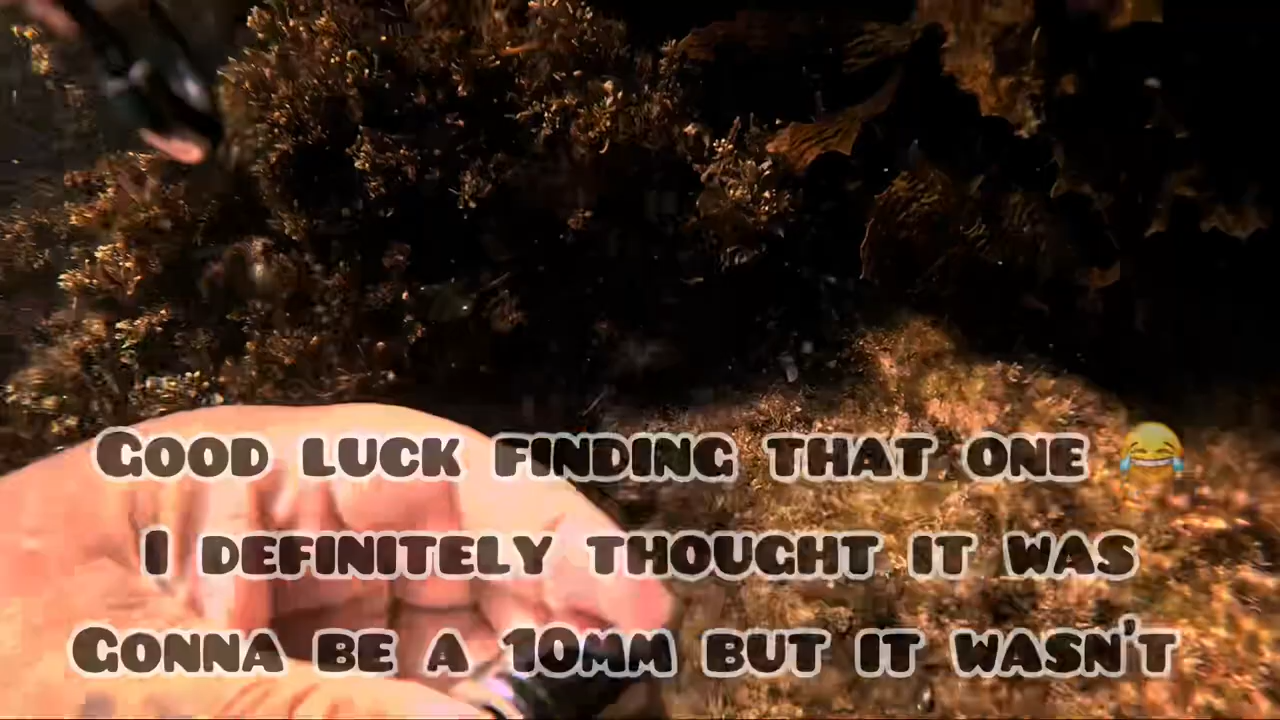 Good luck finding that one 😂
I definitely thought it was
Gonna be a 10mm but it wasn't